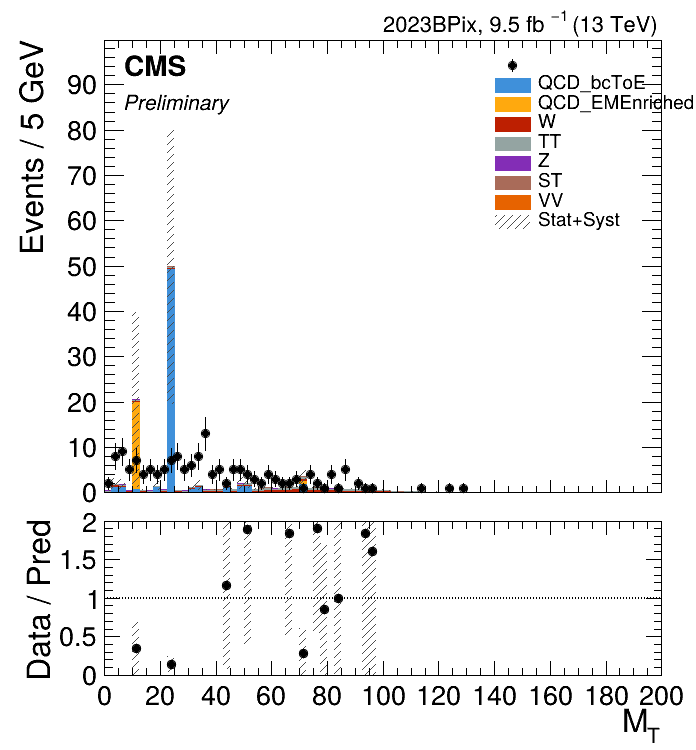 2023BPix, 9.5 fb⁻¹ (13 TeV)
CMS
Preliminary
QCD_bcToE
QCD_EMEnriched
W
TT
Z
ST
VV
Stat+Syst
Events / 5 GeV
90
80
70
60
50
40
30
20
10
0
Data / Pred
2
1.5
1
0.5
0
0 20 40 60 80 100 120 140 160 180 200
M_T